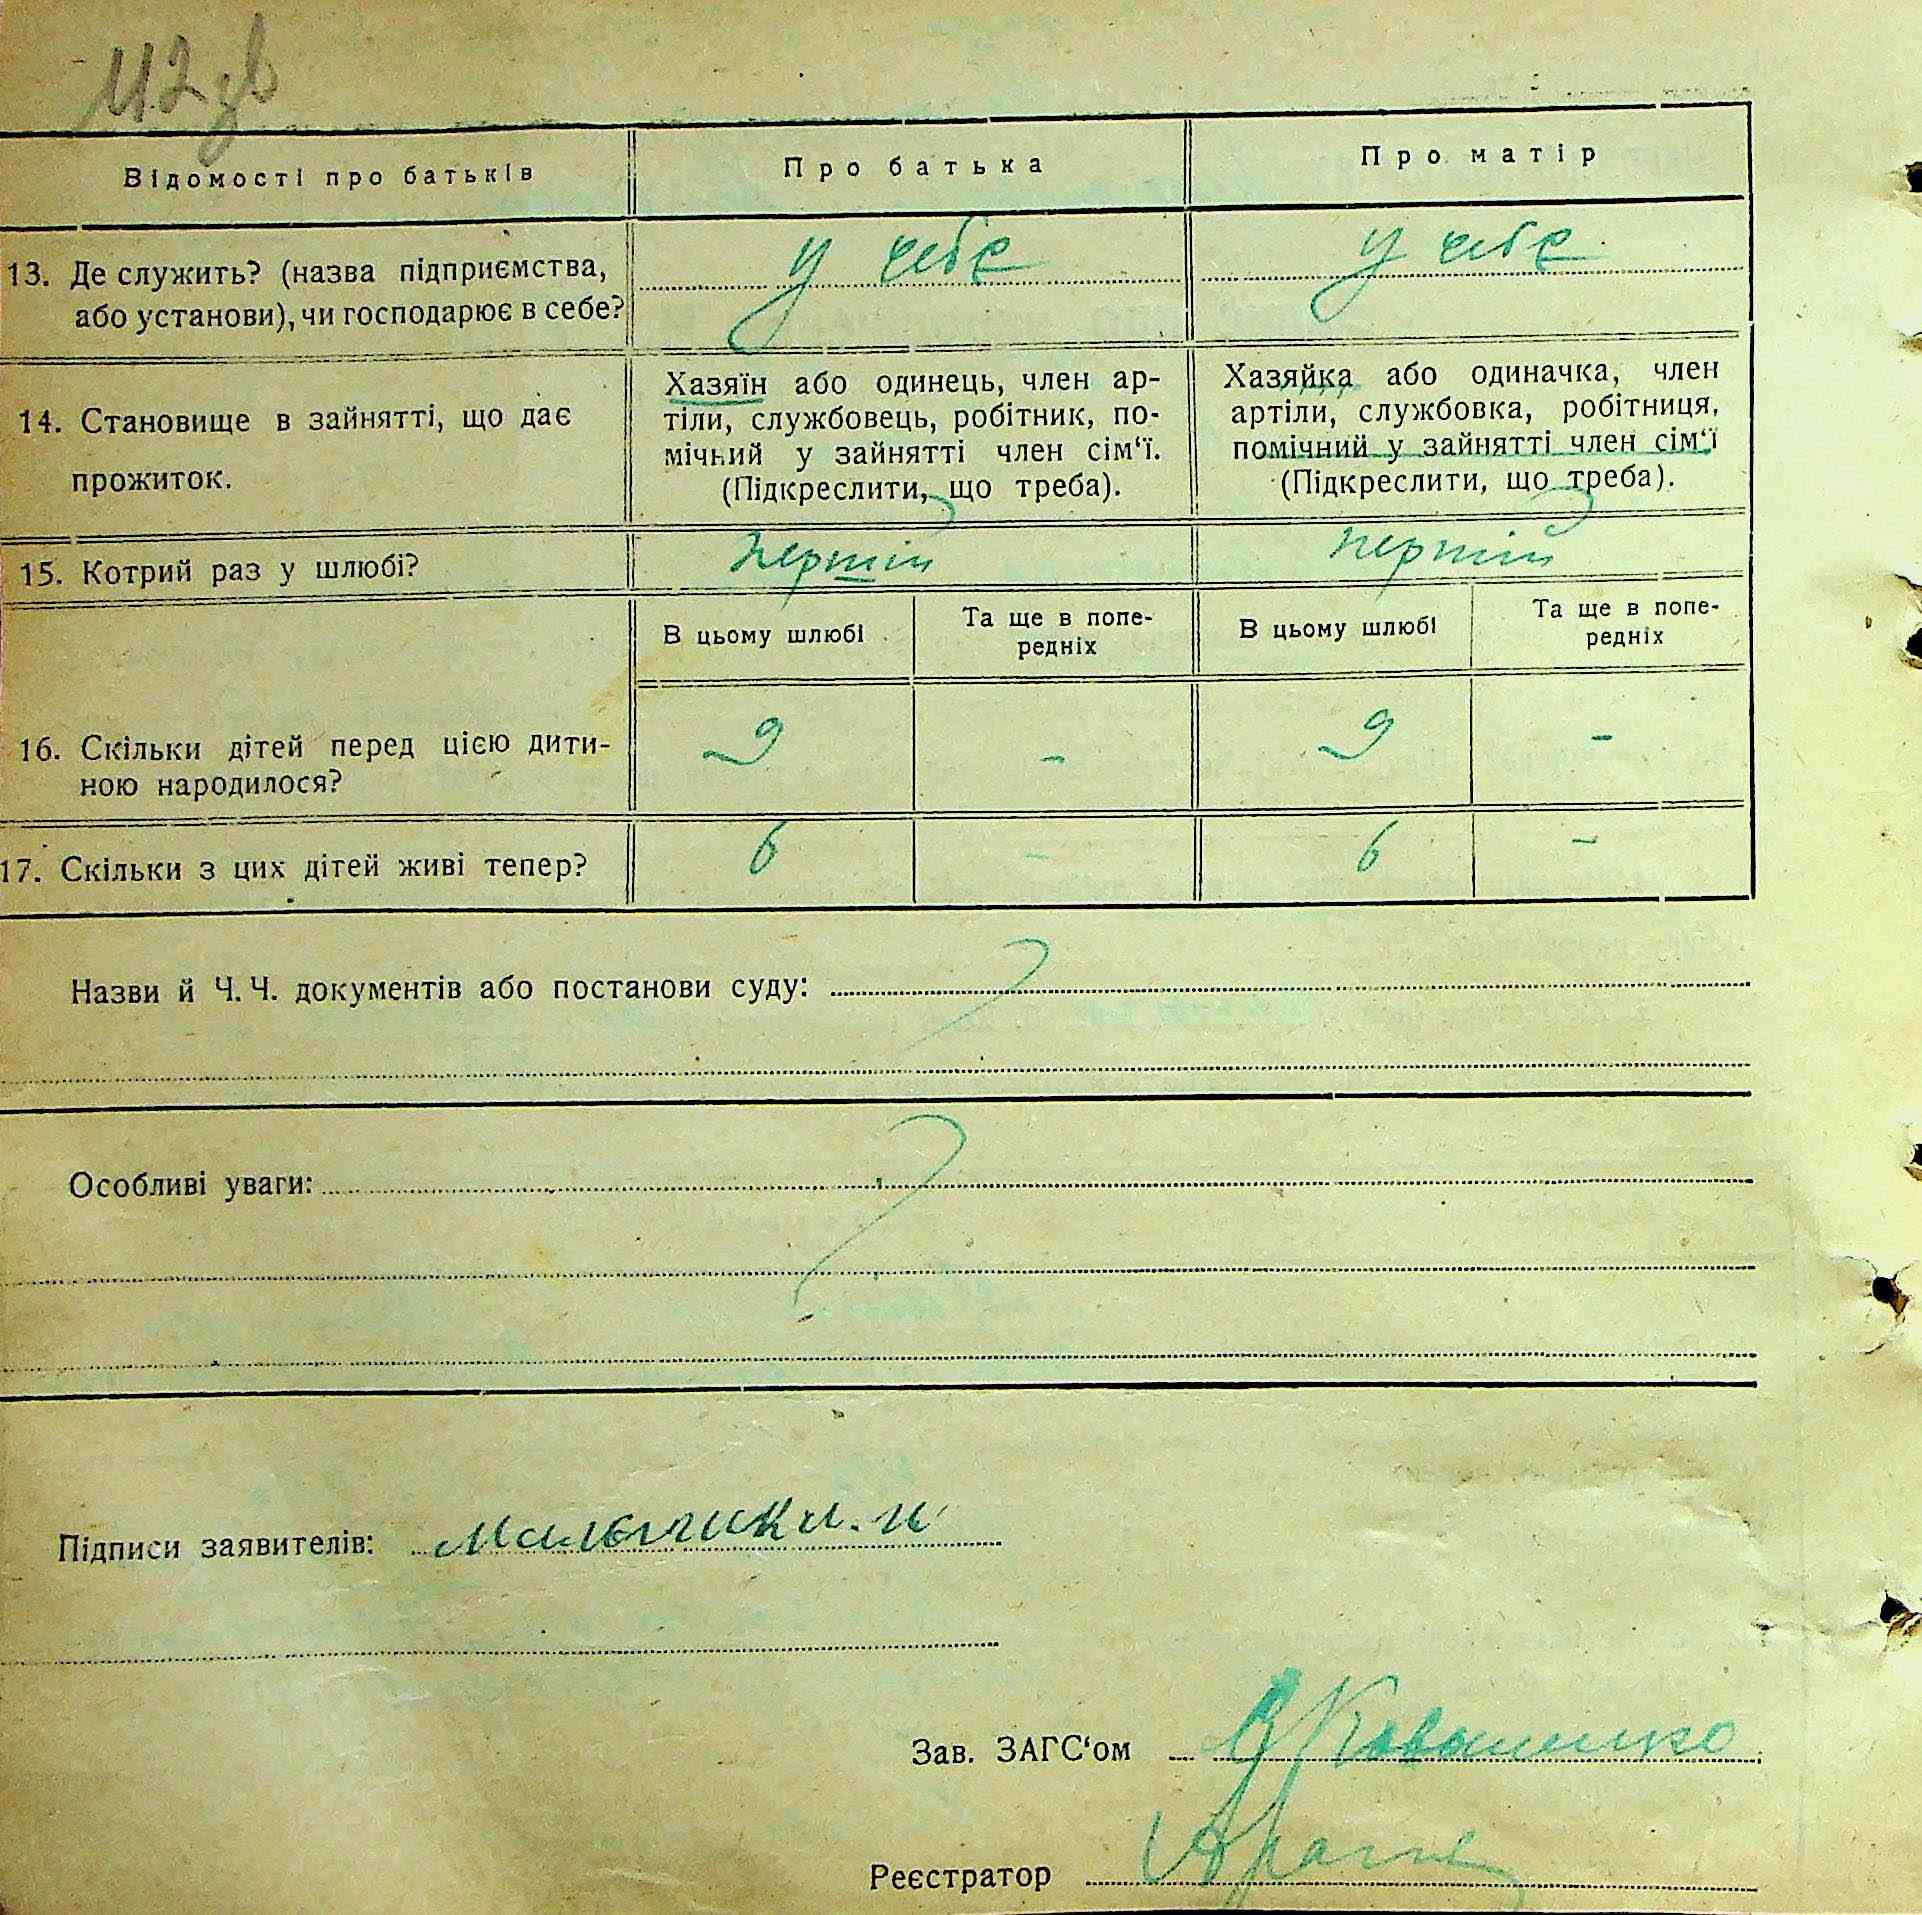 Відомості про батьків Про батька Про матір
13. Де служить? (назва підприємства, у себе у себе
або установи), чи господарює в себе?
14. Становище в зайнятті, що дає
прожиток.
Хазяїн або одинець, член ар-
тіли, службовець, робітник, по-
мічний у зайнятті член сім‘ї.
(Підкреслити, що треба).
Хазяйка або одиначка, член
артіли, службовка, робітниця,
помічний у зайнятті член сім‘ї
(Підкреслити, що треба).
15. Котрий раз у шлюбі? перший перший
В цьому шлюбі
Та ще в попе-
редніх
В цьому шлюбі
Та ще в попе-
редніх
16. Скільки дітей перед цією дити-
ною народилося?
9 - 9 -
17. Скільки з цих дітей живі тепер? 6 - 6 -
Назви й Ч. Ч. документів або постанови суду:
Особливі уваги:
Підписи заявителів:
Зав. ЗАГС‘ом
Реєстратор